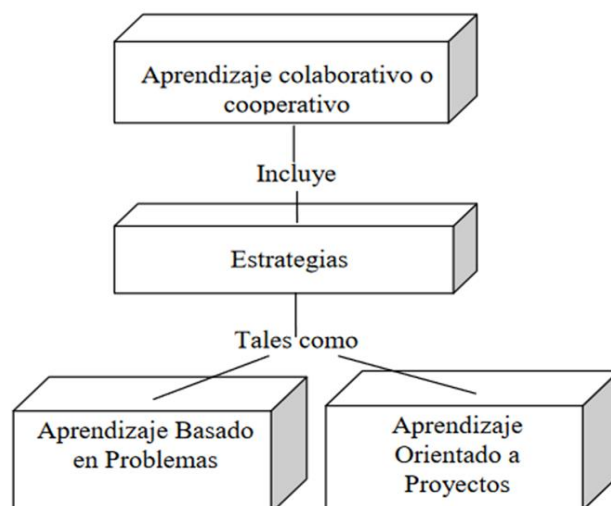 Aprendizaje colaborativo o
cooperativo
Incluye
Estrategias
Tales como
Aprendizaje Basado
en Problemas
Aprendizaje
Orientado a
Proyectos